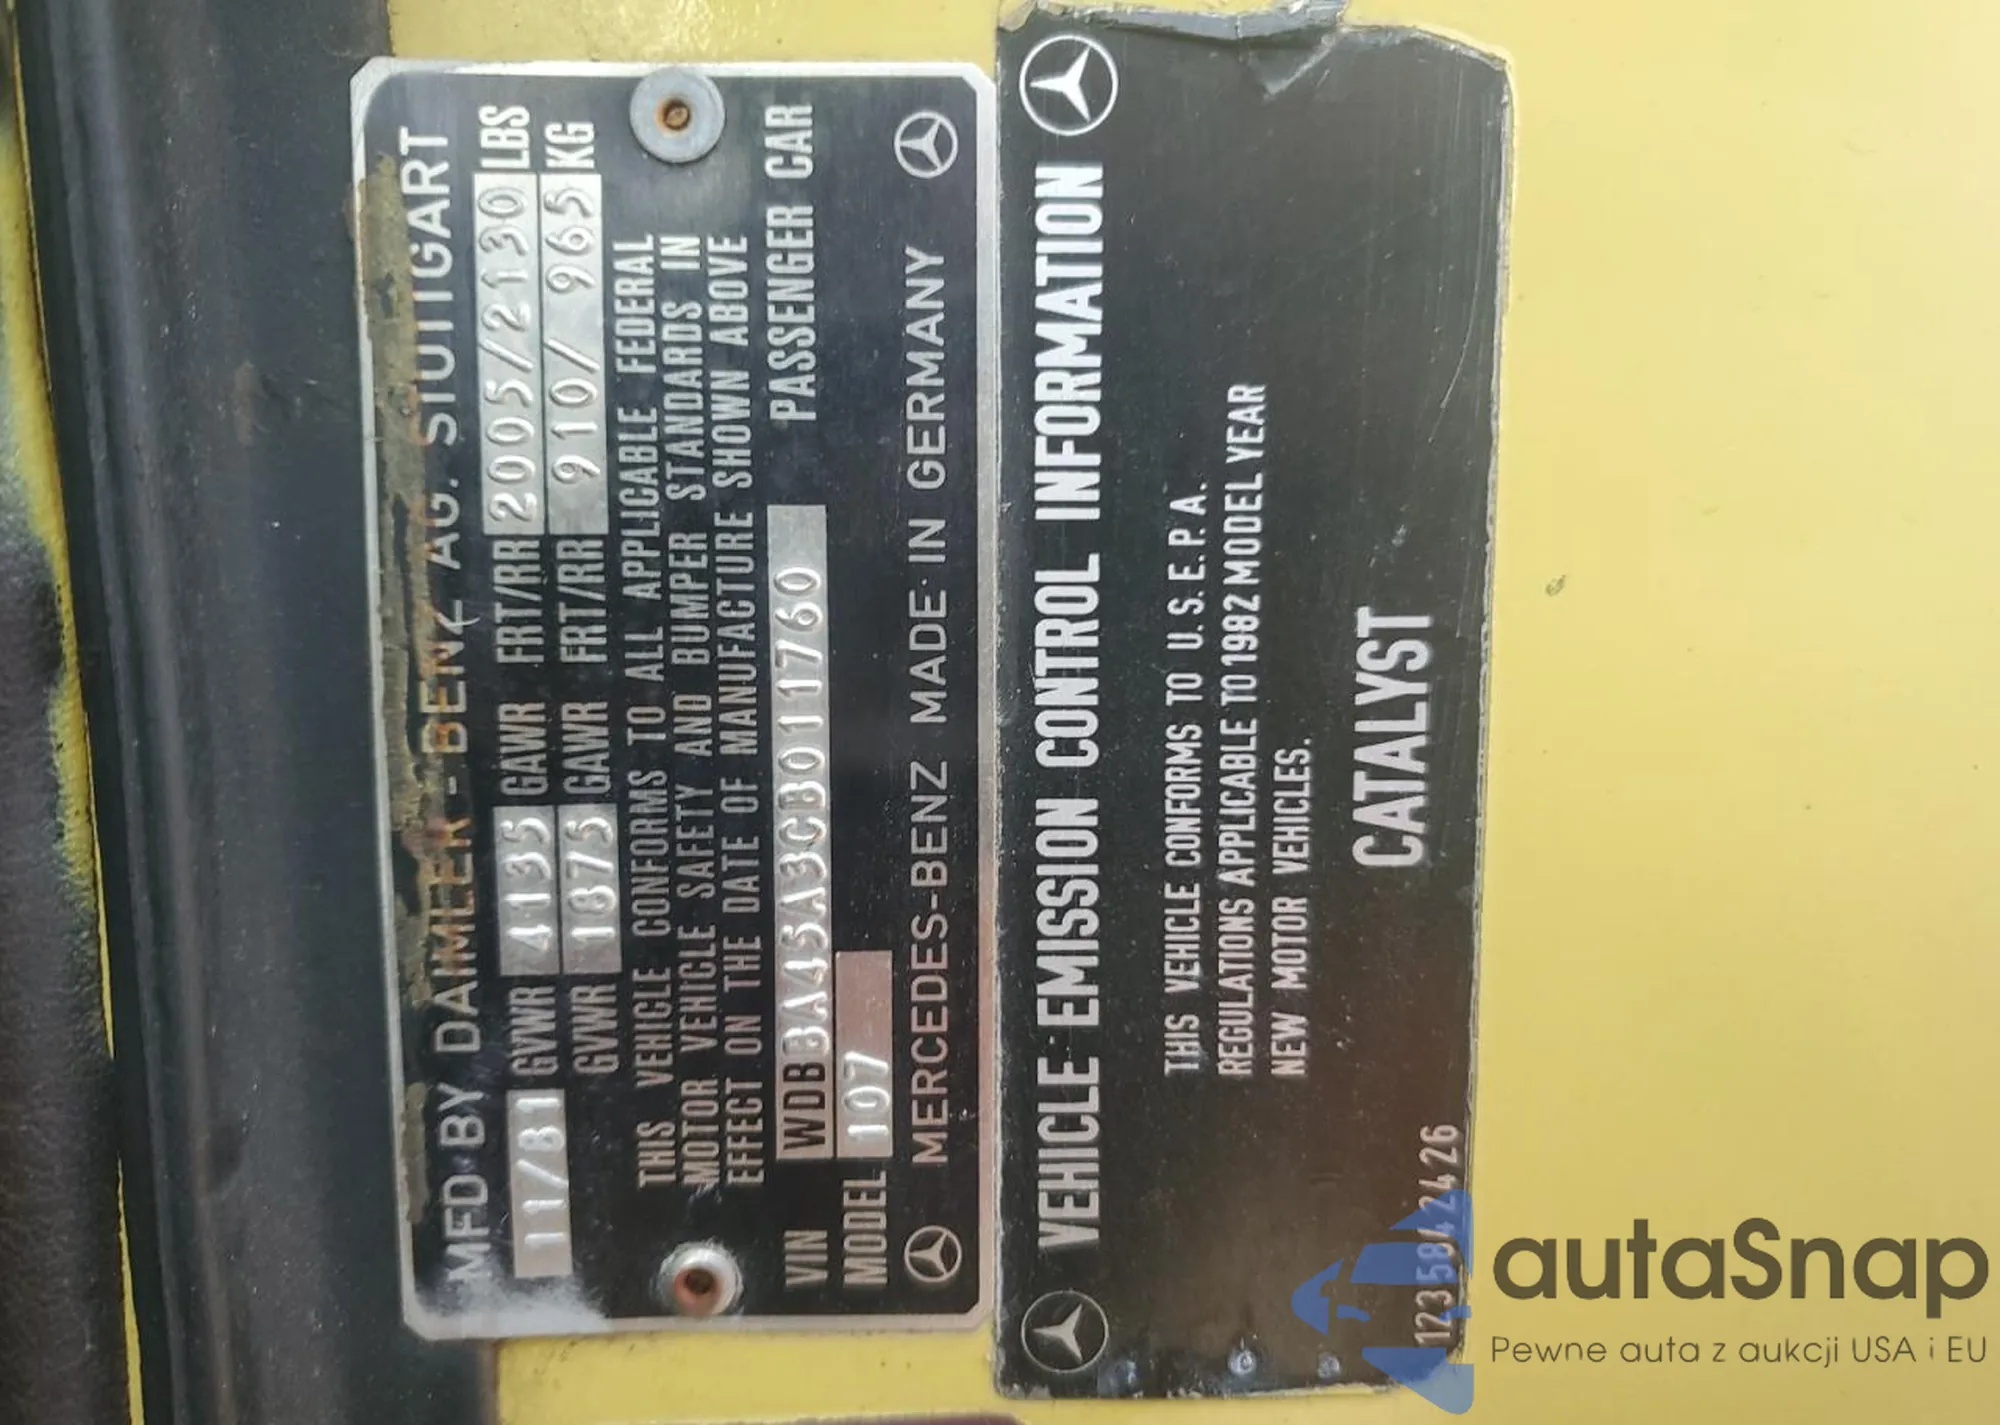 MFD·BY DAIMLER-BENZ AG. STUTTGART
11/81 GVWR 4135 GAWR FRT/RR 2005/2130 LBS
GVWR 1875 GAWR FRT/RR 910/ 965 KG
THIS VEHICLE CONFORMS TO ALL APPLICABLE FEDERAL
MOTOR VEHICLE SAFETY AND BUMPER STANDARDS IN
EFFECT ON THE DATE OF MANUFACTURE SHOWN ABOVE
VIN WDBBA45A3CB011760 PASSENGER CAR
MODEL 107
MERCEDES-BENZ MADE·IN GERMANY
VEHICLE EMISSION CONTROL INFORMATION
THIS VEHICLE CONFORMS TO U.S.E.P.A.
REGULATIONS APPLICABLE TO 1982 MODEL YEAR
NEW MOTOR VEHICLES.
CATALYST
12358/42426
autaSnap
Pewne auta z aukcji USA i EU